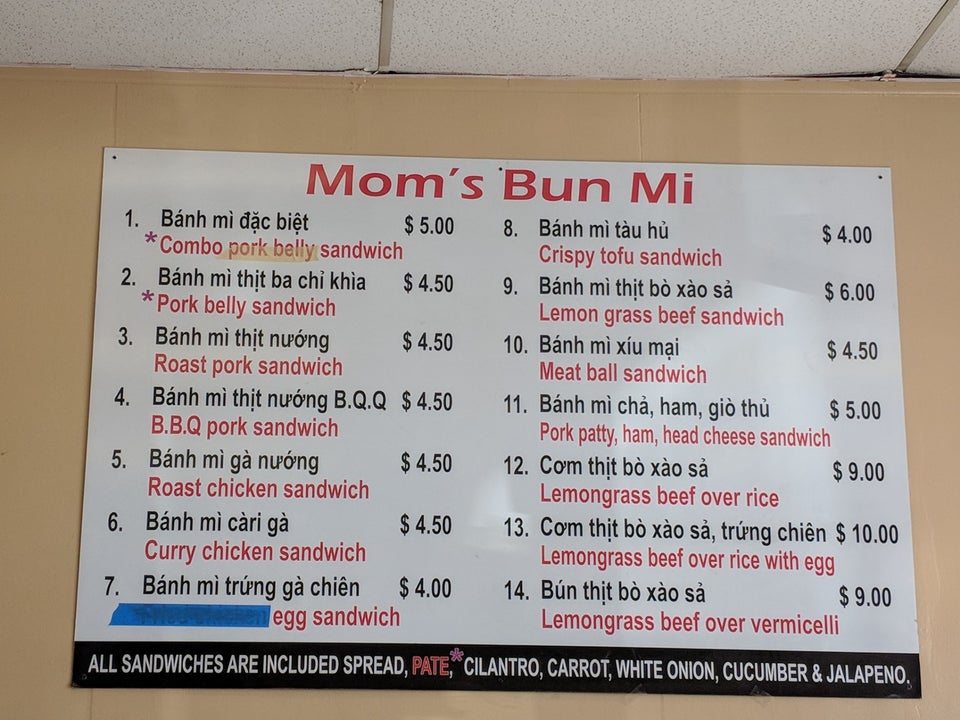 Mom's Bun Mi
1. Bánh mì đặc biệt $ 5.00
*Combo pork belly sandwich
2. Bánh mì thịt ba chỉ khìa $ 4.50
*Pork belly sandwich
3. Bánh mì thịt nướng $ 4.50
Roast pork sandwich
4. Bánh mì thịt nướng B.Q.Q $ 4.50
B.B.Q pork sandwich
5. Bánh mì gà nướng $ 4.50
Roast chicken sandwich
6. Bánh mì càri gà $ 4.50
Curry chicken sandwich
7. Bánh mì trứng gà chiên $ 4.00
egg sandwich
8. Bánh mì tàu hủ $ 4.00
Crispy tofu sandwich
9. Bánh mì thịt bò xào sả $ 6.00
Lemon grass beef sandwich
10. Bánh mì xíu mại $ 4.50
Meat ball sandwich
11. Bánh mì chả, ham, giò thủ $ 5.00
Pork patty, ham, head cheese sandwich
12. Cơm thịt bò xào sả $ 9.00
Lemongrass beef over rice
13. Cơm thịt bò xào sả, trứng chiên $ 10.00
Lemongrass beef over rice with egg
14. Bún thịt bò xào sả $ 9.00
Lemongrass beef over vermicelli
ALL SANDWICHES ARE INCLUDED SPREAD, PATE,* CILANTRO, CARROT, WHITE ONION, CUCUMBER & JALAPENO.